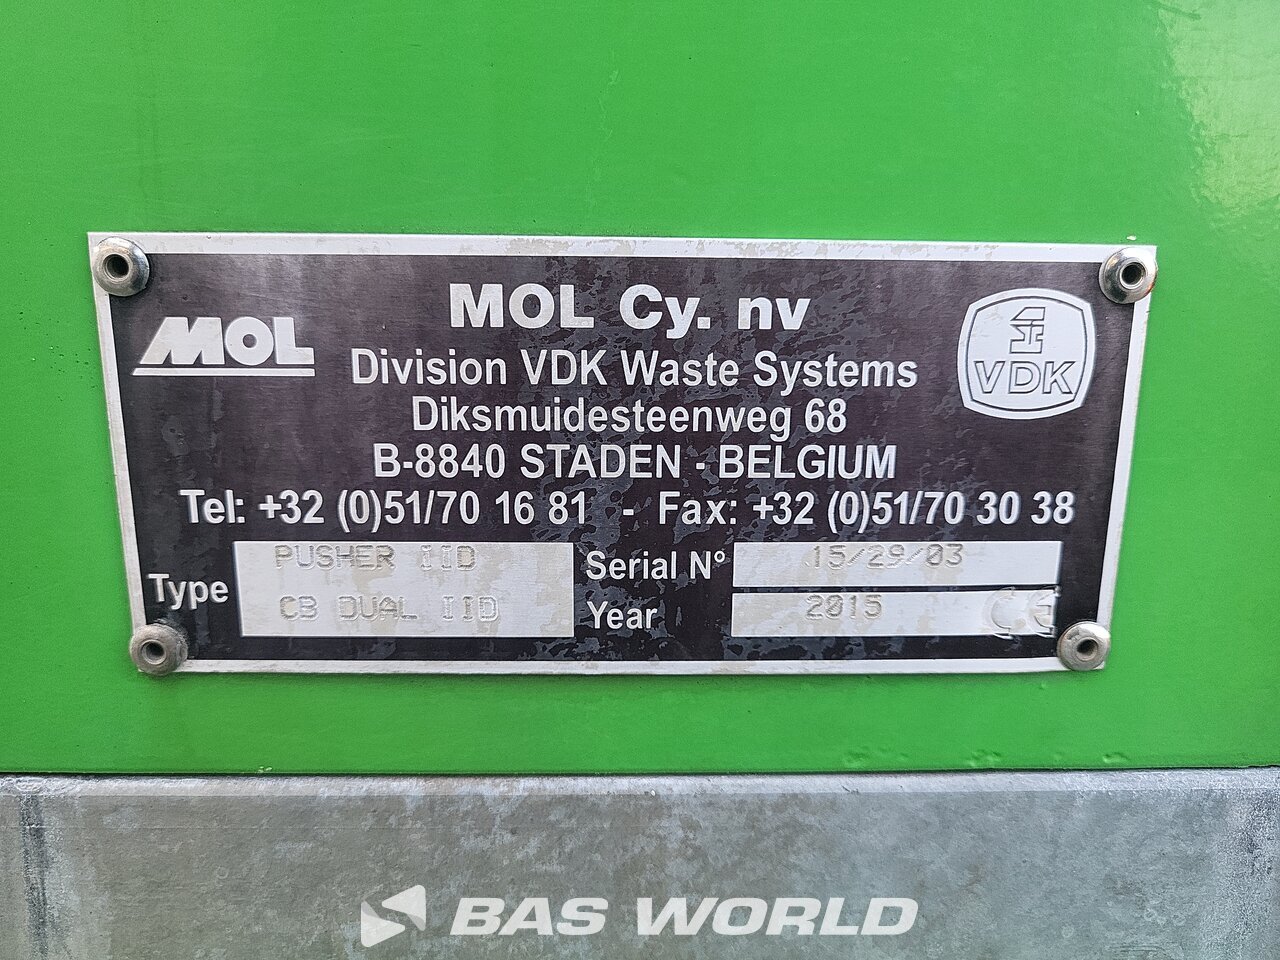 MOL
MOL Cy. nv
VDK
Division VDK Waste Systems
Diksmuidesteenweg 68
B-8840 STADEN - BELGIUM
Tel: +32 (0)51/70 16 81 - Fax: +32 (0)51/70 30 38
Type PUSHER IID
CB DUAL IID
Serial N° 15/29/03
Year 2015 CE
BAS WORLD